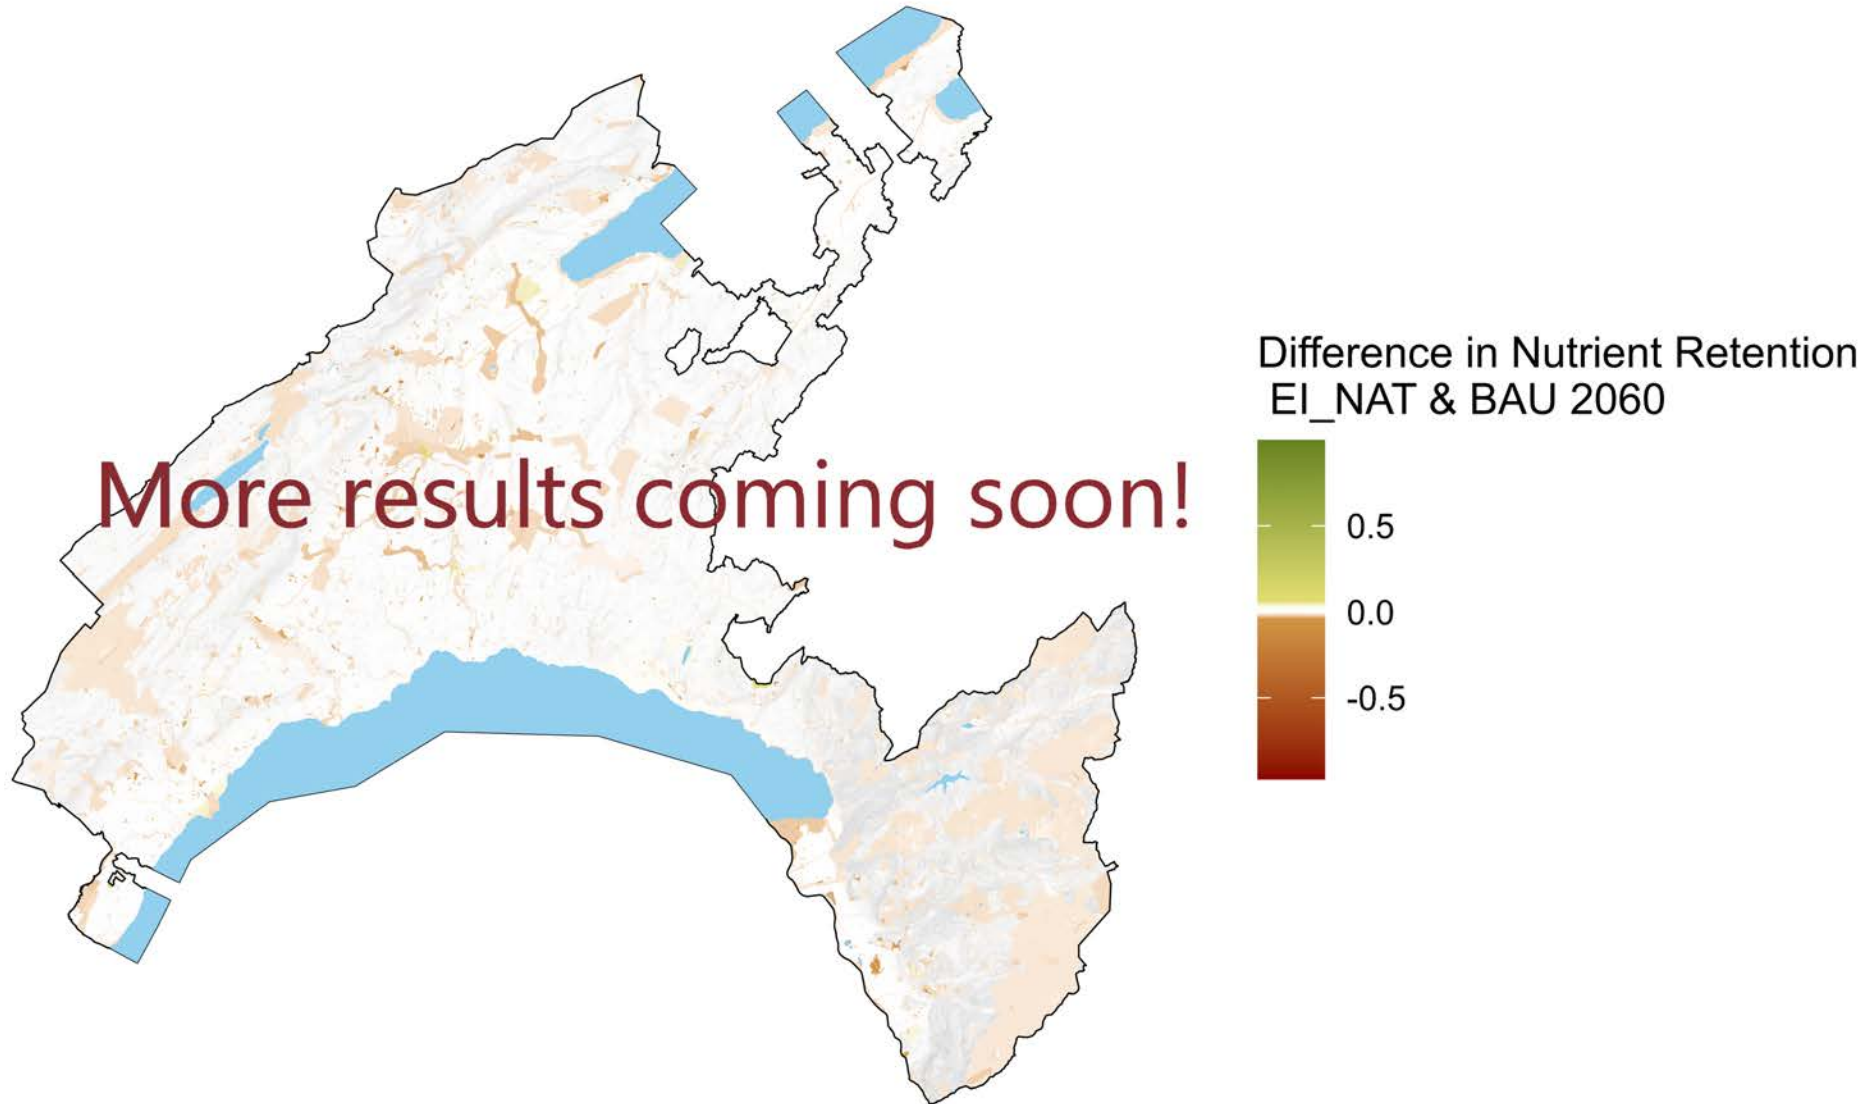 More results coming soon!
Difference in Nutrient Retention
EI_NAT & BAU 2060
0.5
0.0
-0.5